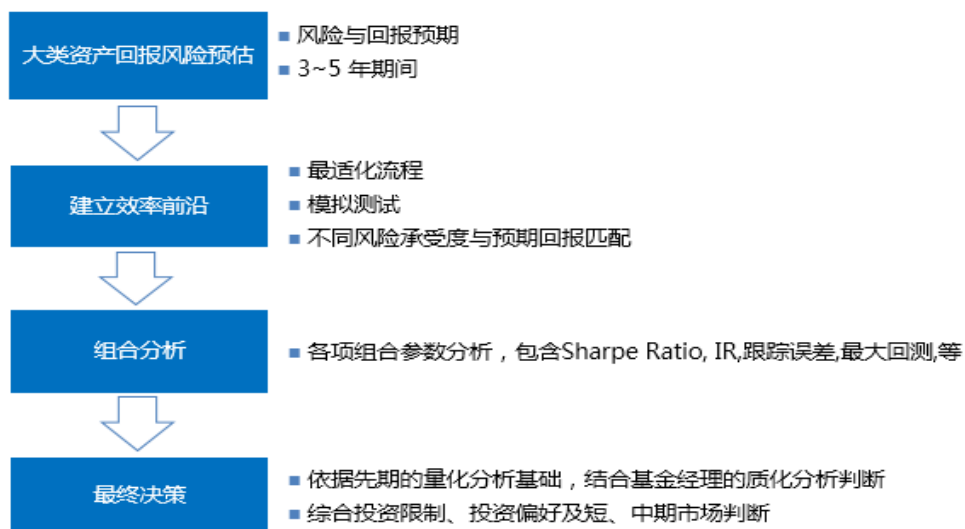 大类资产回报风险预估
■ 风险与回报预期
■ 3~5 年期间
建立效率前沿
■ 最适化流程
■ 模拟测试
■ 不同风险承受度与预期回报匹配
组合分析
■ 各项组合参数分析，包含Sharpe Ratio, IR,跟踪误差,最大回测,等
最终决策
■ 依据先期的量化分析基础，结合基金经理的质化分析判断
■ 综合投资限制、投资偏好及短、中期市场判断